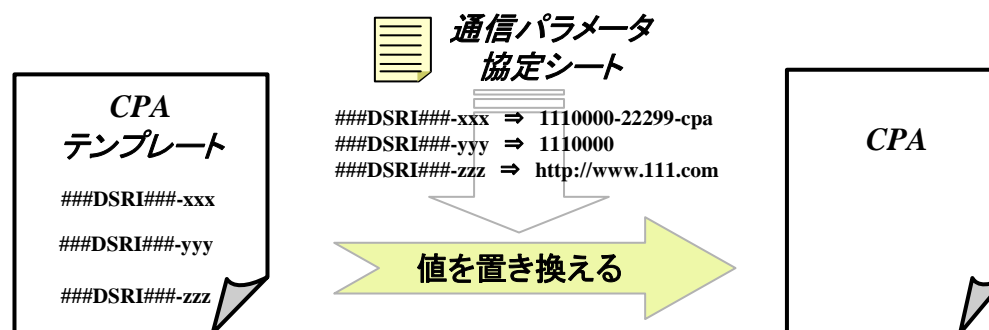 通信パラメータ
協定シート
CPA
テンプレート
###DSRI###-xxx
###DSRI###-yyy
###DSRI###-zzz
###DSRI###-xxx ⇒ 1110000-22299-cpa
###DSRI###-yyy ⇒ 1110000
###DSRI###-zzz ⇒ http://www.111.com
値を置き換える
CPA